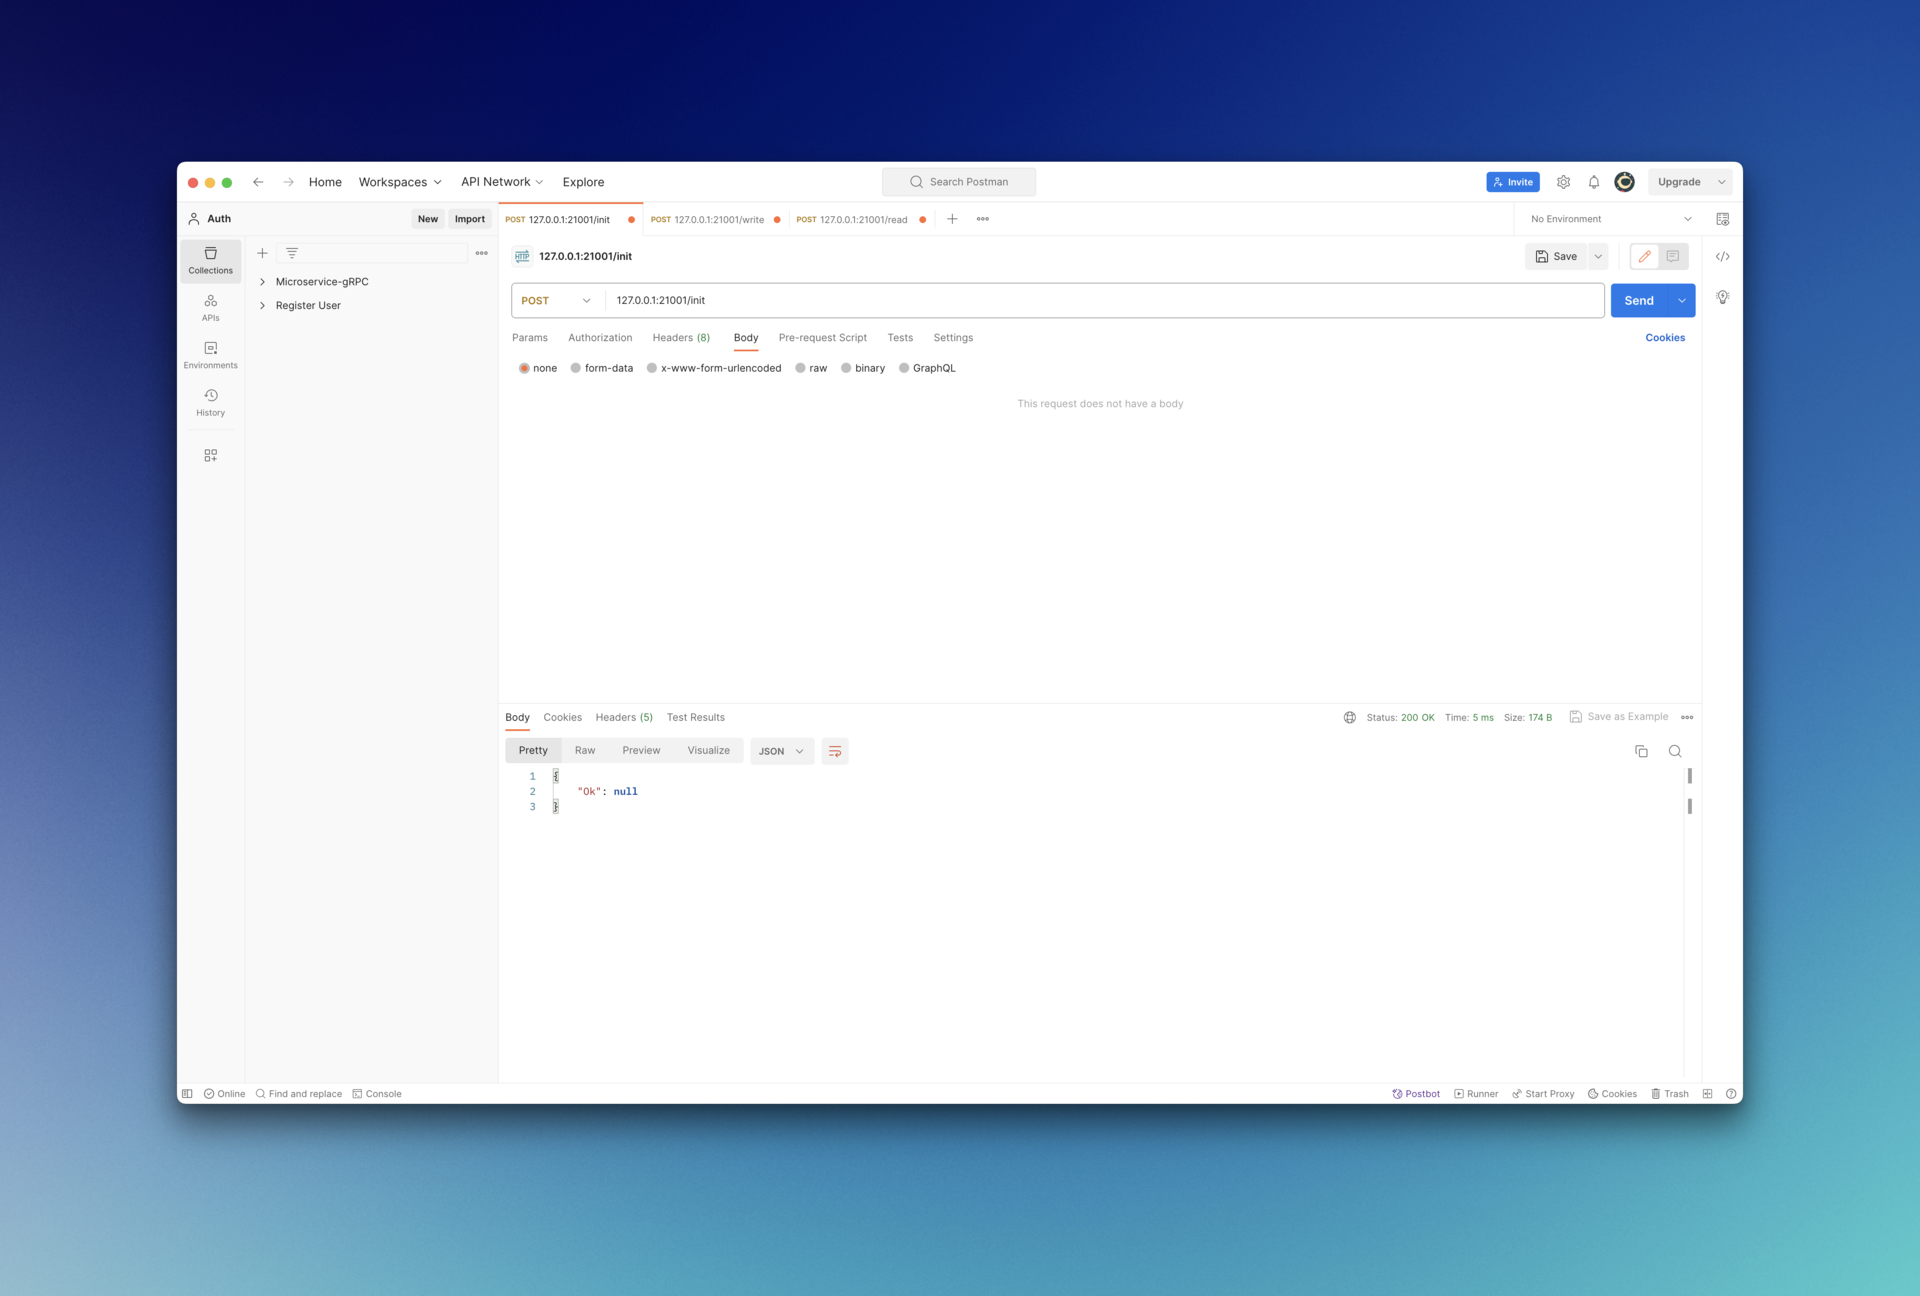 Home Workspaces API Network Explore Search Postman Invite Upgrade
Auth New Import POST 127.0.0.1:21001/init POST 127.0.0.1:21001/write POST 127.0.0.1:21001/read No Environment
Collections
APIs
Environments
History
Microservice-gRPC
Register User
HTTP 127.0.0.1:21001/init Save
POST 127.0.0.1:21001/init Send
Params Authorization Headers (8) Body Pre-request Script Tests Settings Cookies
none form-data x-www-form-urlencoded raw binary GraphQL
This request does not have a body
Body Cookies Headers (5) Test Results Status: 200 OK Time: 5 ms Size: 174 B Save as Example
Pretty Raw Preview Visualize JSON
1 {
2 "Ok": null
3 }
Online Find and replace Console Postbot Runner Start Proxy Cookies Trash